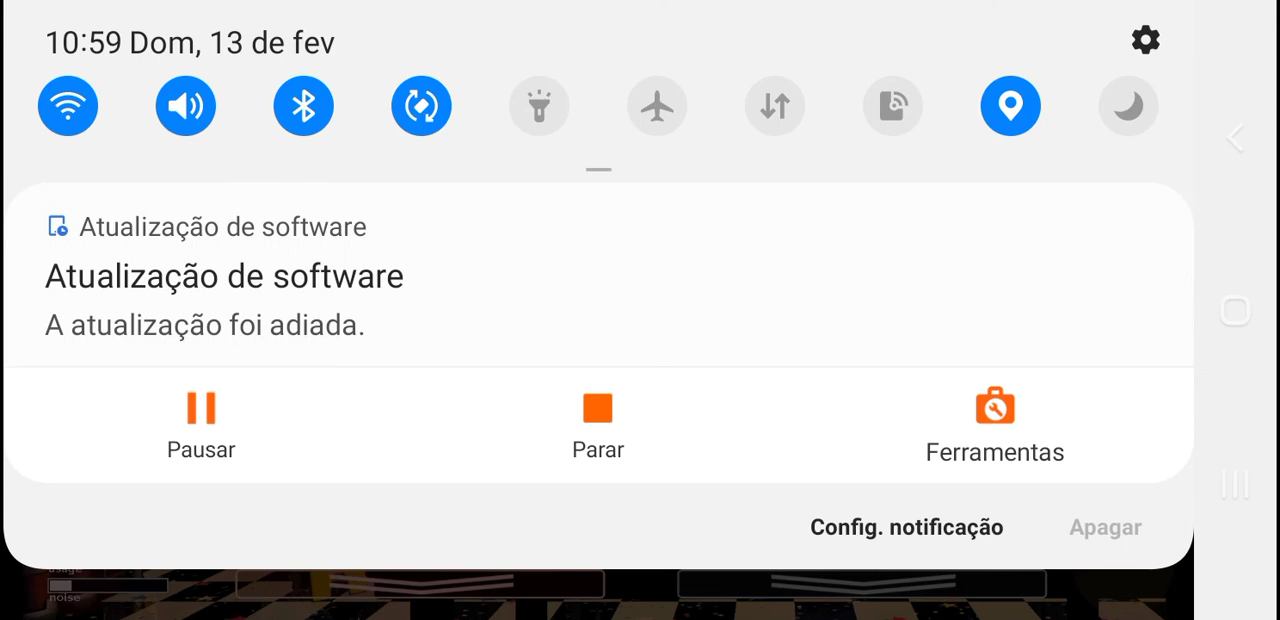 10:59 Dom, 13 de fev
Atualização de software
Atualização de software
A atualização foi adiada.
Pausar
Parar
Ferramentas
Config. notificação
Apagar
usage
noise